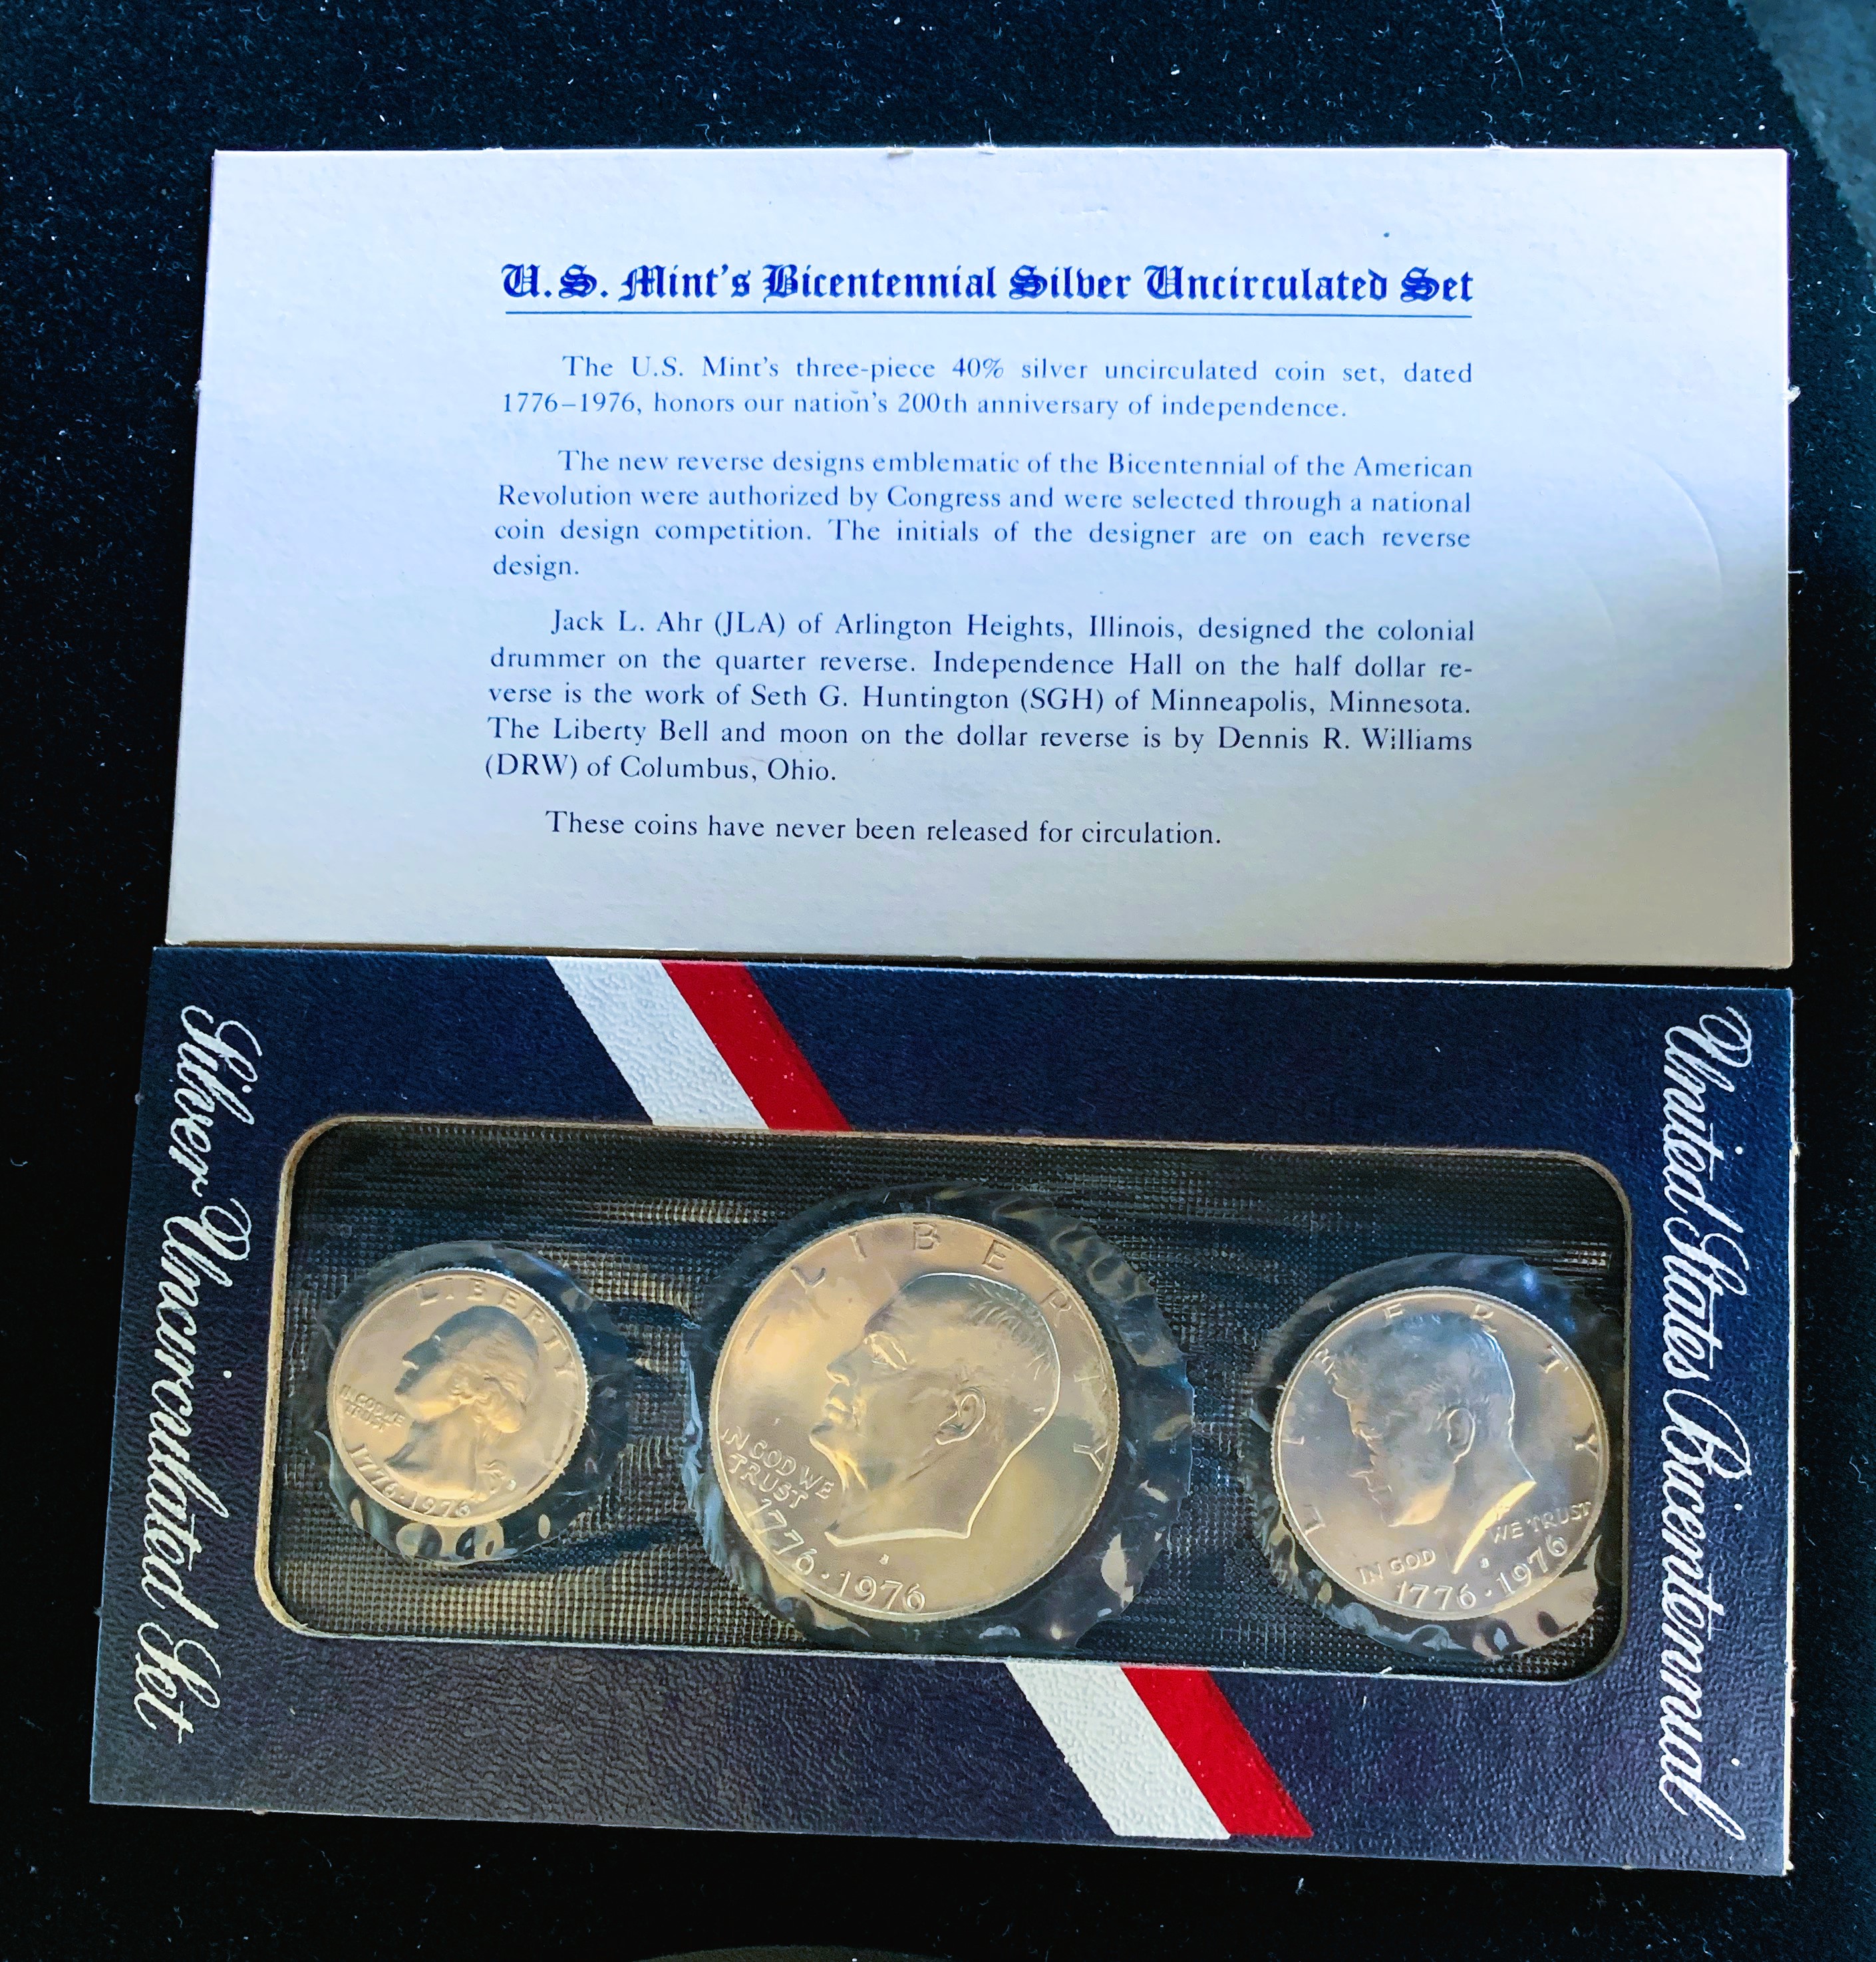 U.S. Mint's Bicentennial Silver Uncirculated Set
The U.S. Mint's three-piece 40% silver uncirculated coin set, dated
1776–1976, honors our nation's 200th anniversary of independence.
The new reverse designs emblematic of the Bicentennial of the American
Revolution were authorized by Congress and were selected through a national
coin design competition. The initials of the designer are on each reverse
design.
Jack L. Ahr (JLA) of Arlington Heights, Illinois, designed the colonial
drummer on the quarter reverse. Independence Hall on the half dollar re-
verse is the work of Seth G. Huntington (SGH) of Minneapolis, Minnesota.
The Liberty Bell and moon on the dollar reverse is by Dennis R. Williams
(DRW) of Columbus, Ohio.
These coins have never been released for circulation.
Silver Uncirculated Set
LIBERTY
IN GOD WE
TRUST
1776·1976
LIBERTY
IN GOD WE
TRUST
S
1776·1976
LIBERTY
IN GOD WE TRUST
S
1776·1976
United States Bicentennial